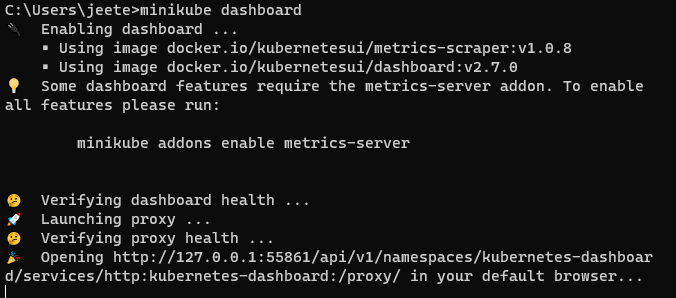 C:\Users\jeete>minikube dashboard
🔌 Enabling dashboard ...
▪ Using image docker.io/kubernetesui/metrics-scraper:v1.0.8
▪ Using image docker.io/kubernetesui/dashboard:v2.7.0
💡 Some dashboard features require the metrics-server addon. To enable
all features please run:
minikube addons enable metrics-server
🤔 Verifying dashboard health ...
🚀 Launching proxy ...
🤔 Verifying proxy health ...
🎉 Opening http://127.0.0.1:55861/api/v1/namespaces/kubernetes-dashboar
d/services/http:kubernetes-dashboard:/proxy/ in your default browser...